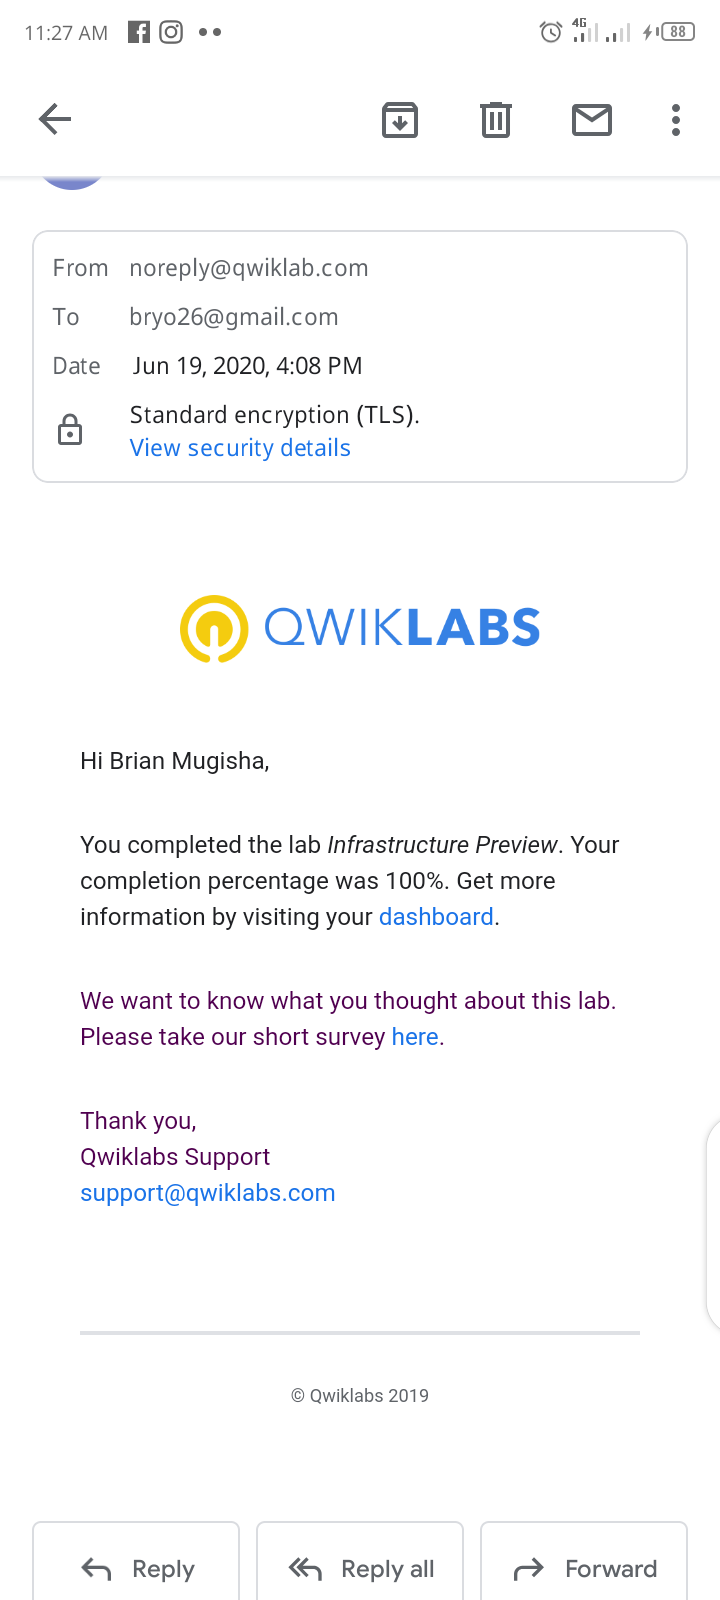 11:27 AM
4G
88
From noreply@qwiklab.com
To bryo26@gmail.com
Date Jun 19, 2020, 4:08 PM
Standard encryption (TLS).
View security details
QWIKLABS
Hi Brian Mugisha,
You completed the lab Infrastructure Preview. Your
completion percentage was 100%. Get more
information by visiting your dashboard.
We want to know what you thought about this lab.
Please take our short survey here.
Thank you,
Qwiklabs Support
support@qwiklabs.com
© Qwiklabs 2019
Reply Reply all Forward